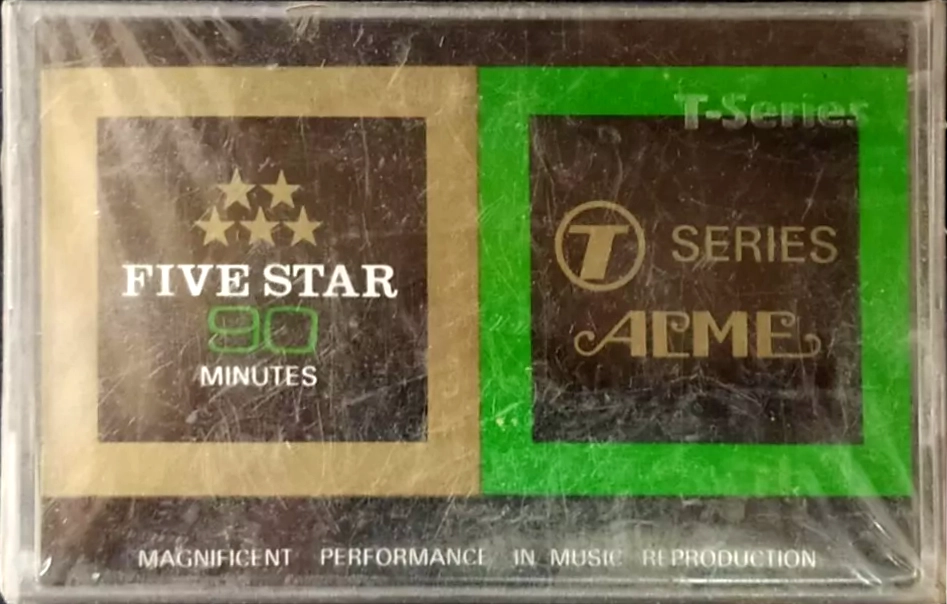 FIVE STAR
90
MINUTES
T-Series
T SERIES
ACME
MAGNIFICENT PERFORMANCE IN MUSIC REPRODUCTION